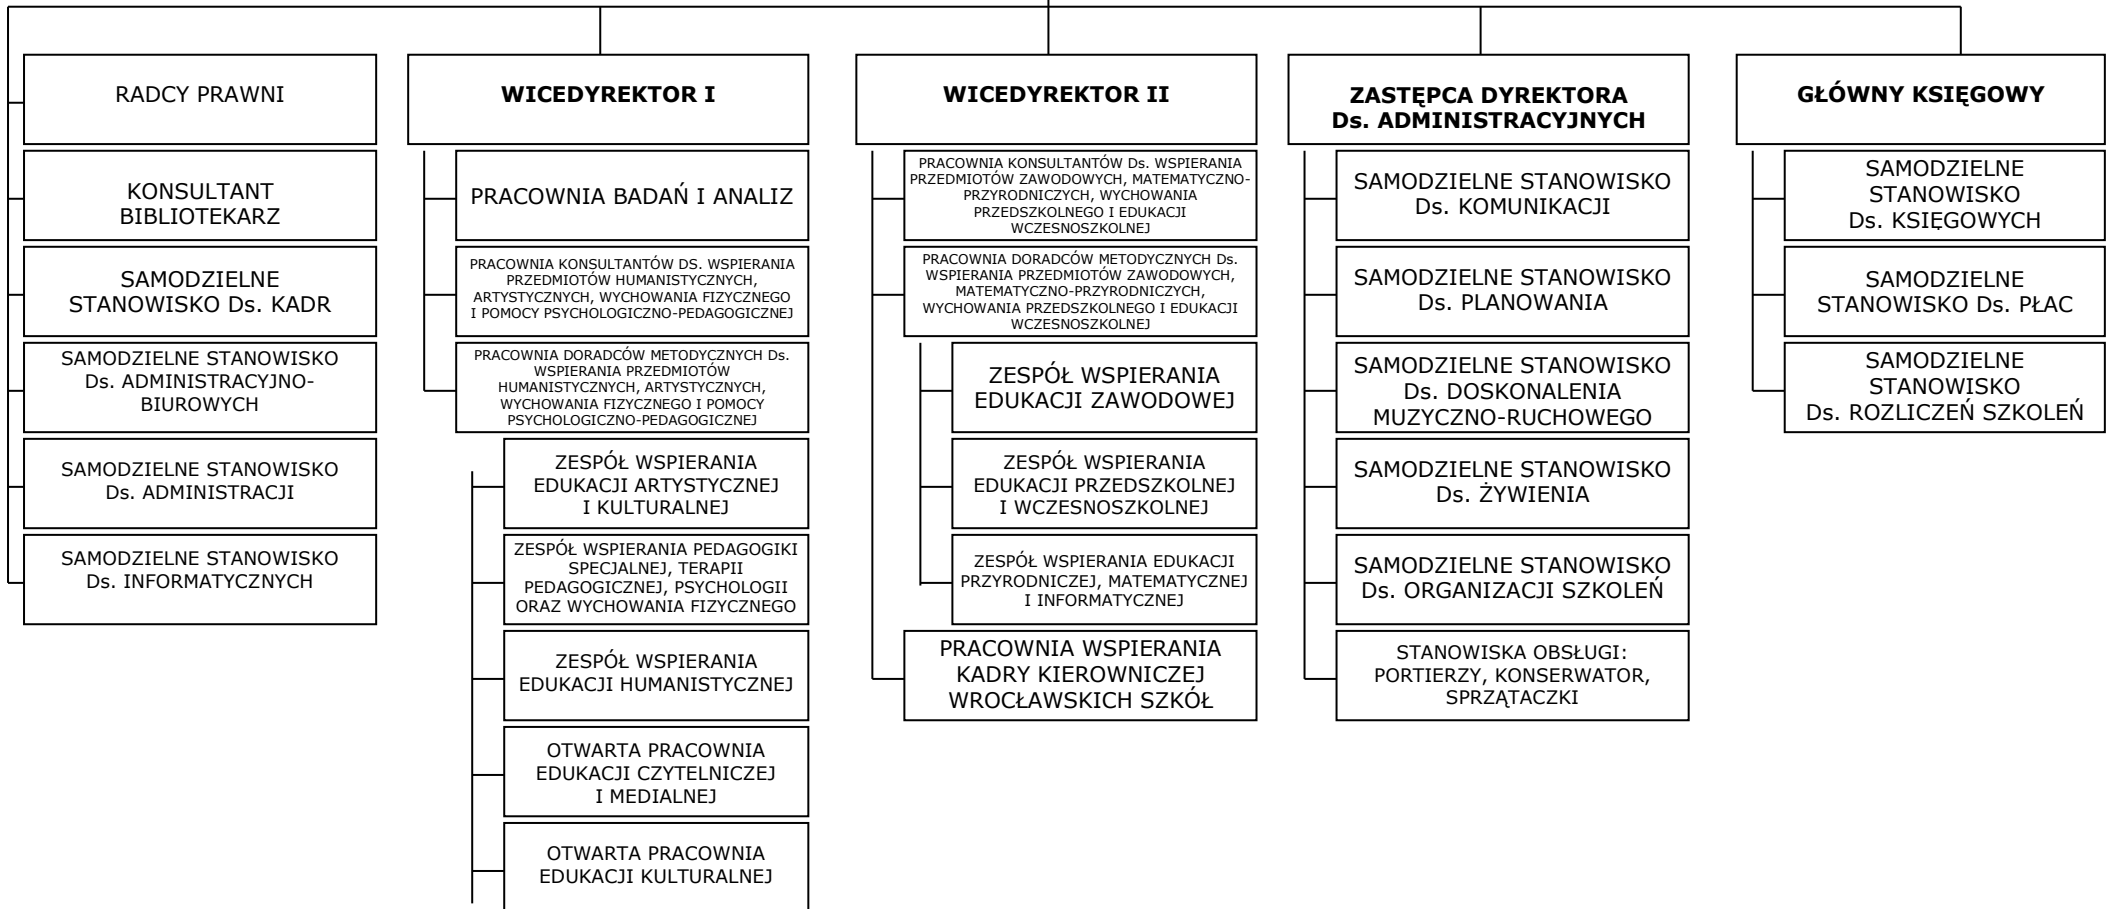 RADCY PRAWNI
KONSULTANT
BIBLIOTEKARZ
SAMODZIELNE
STANOWISKO Ds. KADR
SAMODZIELNE STANOWISKO
Ds. ADMINISTRACYJNO-
BIUROWYCH
SAMODZIELNE STANOWISKO
Ds. ADMINISTRACJI
SAMODZIELNE STANOWISKO
Ds. INFORMATYCZNYCH
WICEDYREKTOR I
PRACOWNIA BADAŃ I ANALIZ
PRACOWNIA KONSULTANTÓW DS. WSPIERANIA
PRZEDMIOTÓW HUMANISTYCZNYCH,
ARTYSTYCZNYCH, WYCHOWANIA FIZYCZNEGO
I POMOCY PSYCHOLOGICZNO-PEDAGOGICZNEJ
PRACOWNIA DORADCÓW METODYCZNYCH Ds.
WSPIERANIA PRZEDMIOTÓW
HUMANISTYCZNYCH, ARTYSTYCZNYCH,
WYCHOWANIA FIZYCZNEGO I POMOCY
PSYCHOLOGICZNO-PEDAGOGICZNEJ
ZESPÓŁ WSPIERANIA
EDUKACJI ARTYSTYCZNEJ
I KULTURALNEJ
ZESPÓŁ WSPIERANIA PEDAGOGIKI
SPECJALNEJ, TERAPII
PEDAGOGICZNEJ, PSYCHOLOGII
ORAZ WYCHOWANIA FIZYCZNEGO
ZESPÓŁ WSPIERANIA
EDUKACJI HUMANISTYCZNEJ
OTWARTA PRACOWNIA
EDUKACJI CZYTELNICZEJ
I MEDIALNEJ
OTWARTA PRACOWNIA
EDUKACJI KULTURALNEJ
WICEDYREKTOR II
PRACOWNIA KONSULTANTÓW Ds. WSPIERANIA
PRZEDMIOTÓW ZAWODOWYCH, MATEMATYCZNO-
PRZYRODNICZYCH, WYCHOWANIA
PRZEDSZKOLNEGO I EDUKACJI
WCZESNOSZKOLNEJ
PRACOWNIA DORADCÓW METODYCZNYCH Ds.
WSPIERANIA PRZEDMIOTÓW ZAWODOWYCH,
MATEMATYCZNO-PRZYRODNICZYCH,
WYCHOWANIA PRZEDSZKOLNEGO I EDUKACJI
WCZESNOSZKOLNEJ
ZESPÓŁ WSPIERANIA
EDUKACJI ZAWODOWEJ
ZESPÓŁ WSPIERANIA
EDUKACJI PRZEDSZKOLNEJ
I WCZESNOSZKOLNEJ
ZESPÓŁ WSPIERANIA EDUKACJI
PRZYRODNICZEJ, MATEMATYCZNEJ
I INFORMATYCZNEJ
PRACOWNIA WSPIERANIA
KADRY KIEROWNICZEJ
WROCŁAWSKICH SZKÓŁ
ZASTĘPCA DYREKTORA
Ds. ADMINISTRACYJNYCH
SAMODZIELNE STANOWISKO
Ds. KOMUNIKACJI
SAMODZIELNE STANOWISKO
Ds. PLANOWANIA
SAMODZIELNE STANOWISKO
Ds. DOSKONALENIA
MUZYCZNO-RUCHOWEGO
SAMODZIELNE STANOWISKO
Ds. ŻYWIENIA
SAMODZIELNE STANOWISKO
Ds. ORGANIZACJI SZKOLEŃ
STANOWISKA OBSŁUGI:
PORTIERZY, KONSERWATOR,
SPRZĄTACZKI
GŁÓWNY KSIĘGOWY
SAMODZIELNE
STANOWISKO
Ds. KSIĘGOWYCH
SAMODZIELNE
STANOWISKO Ds. PŁAC
SAMODZIELNE
STANOWISKO
Ds. ROZLICZEŃ SZKOLEŃ